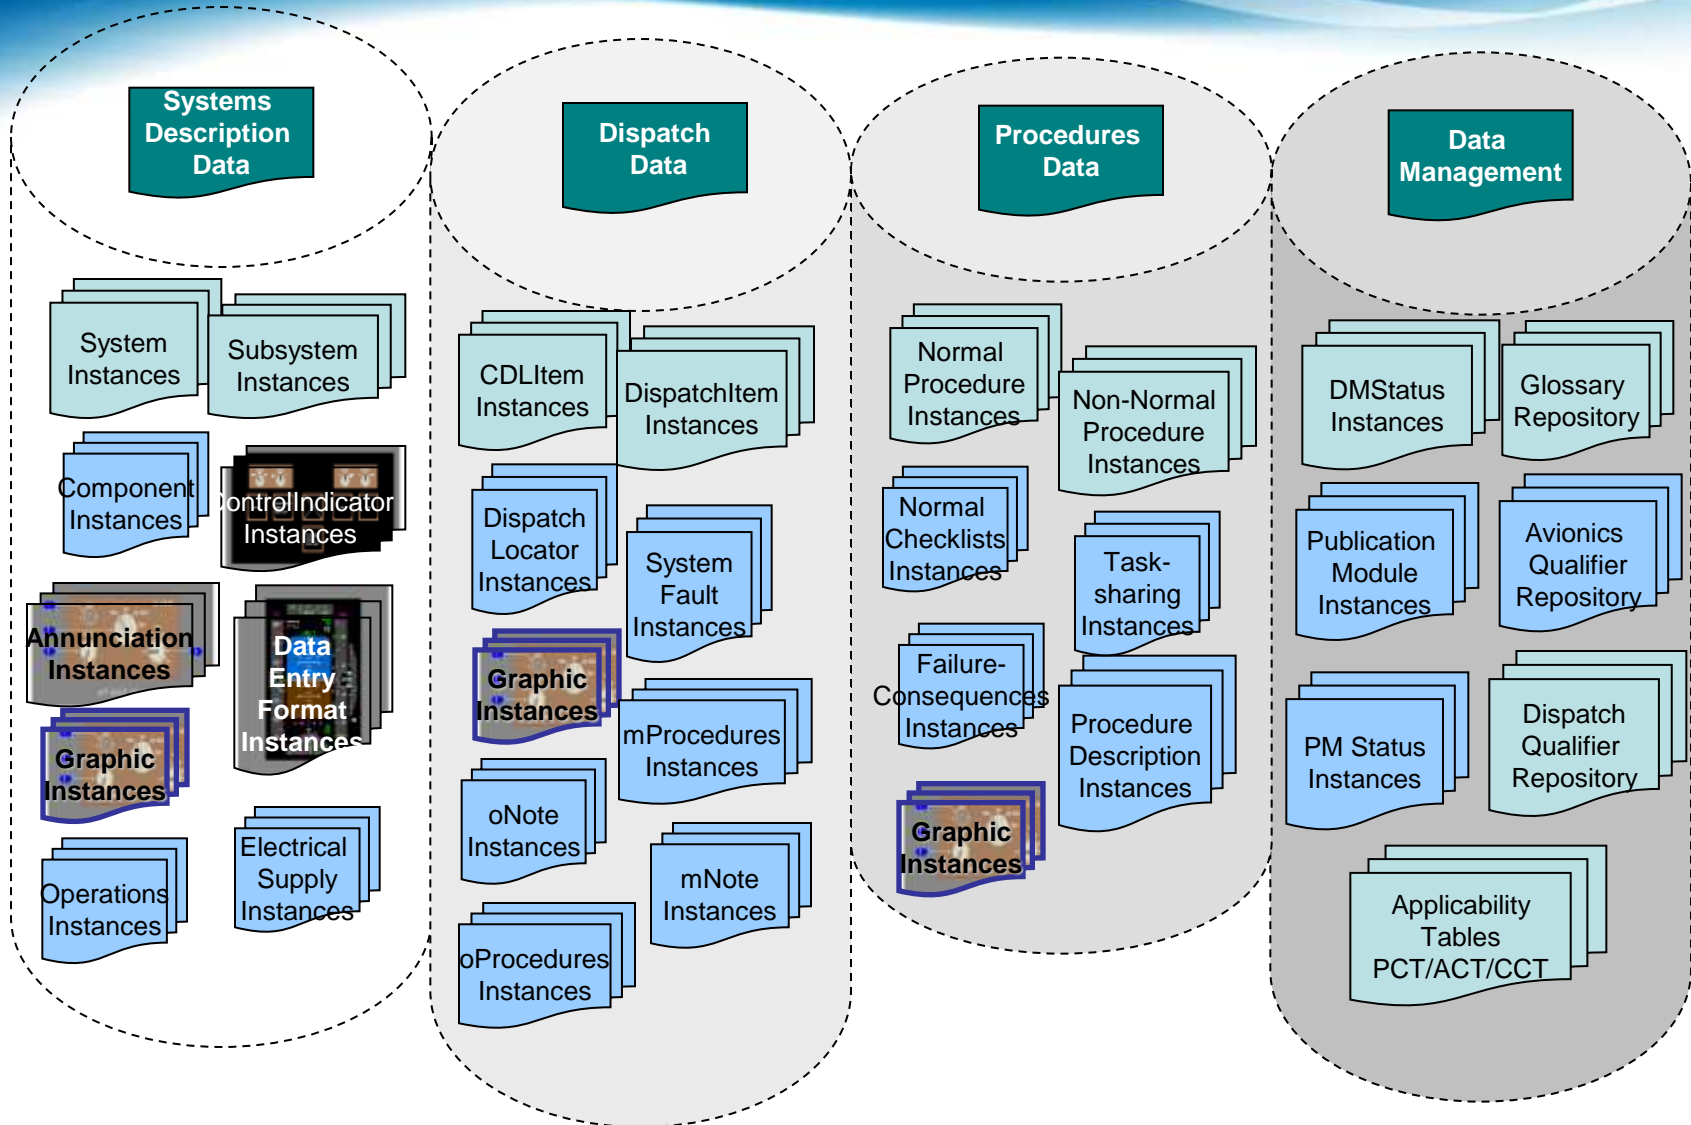 Systems
Description
Data
System
Instances
Subsystem
Instances
Component
Instances
ControlIndicator
Instances
Annunciation
Instances
Data
Entry
Format
Instances
Graphic
Instances
Operations
Instances
Electrical
Supply
Instances
Dispatch
Data
CDLItem
Instances
DispatchItem
Instances
Dispatch
Locator
Instances
System
Fault
Instances
Graphic
Instances
mProcedures
Instances
oNote
Instances
mNote
Instances
oProcedures
Instances
Procedures
Data
Normal
Procedure
Instances
Non-Normal
Procedure
Instances
Normal
Checklists
Instances
Task-
sharing
Instances
Failure-
Consequences
Instances
Procedure
Description
Instances
Graphic
Instances
Data
Management
DMStatus
Instances
Glossary
Repository
Publication
Module
Instances
Avionics
Qualifier
Repository
PM Status
Instances
Dispatch
Qualifier
Repository
Applicability
Tables
PCT/ACT/CCT